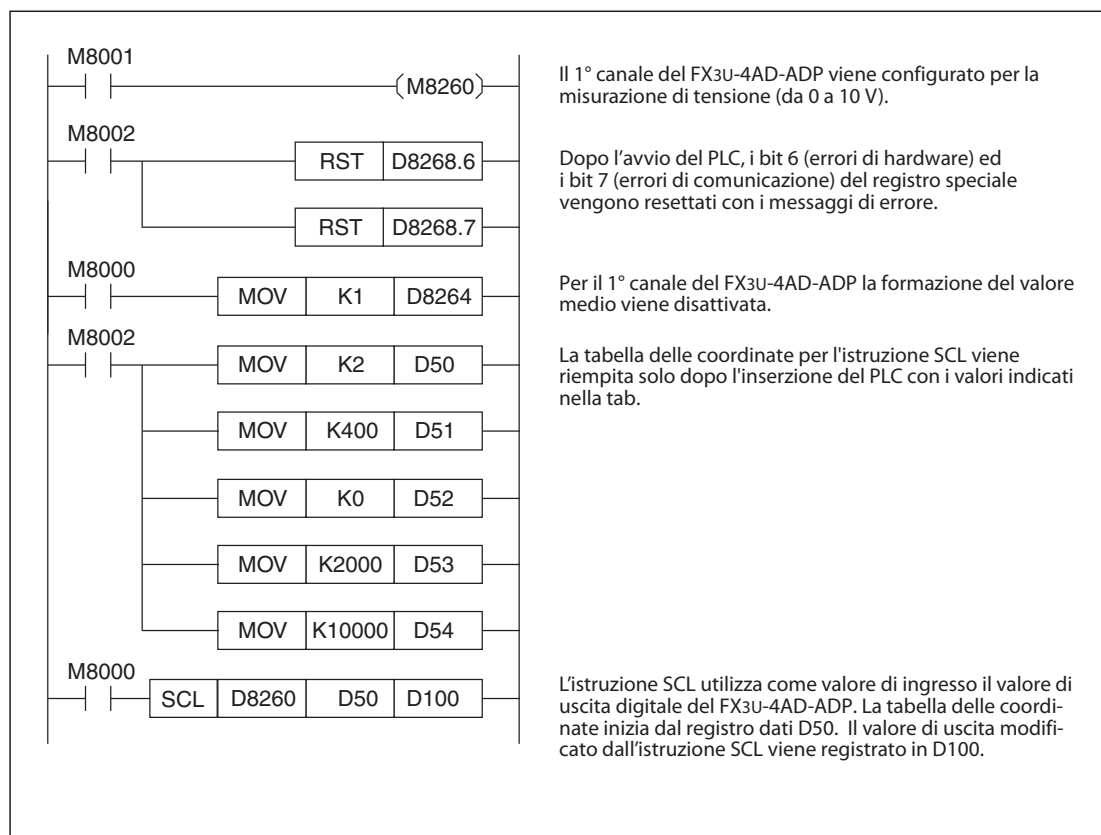 M8001
(M8260)
Il 1° canale del FX3U-4AD-ADP viene configurato per la
misurazione di tensione (da 0 a 10 V).
M8002
RST D8268.6
Dopo l'avvio del PLC, i bit 6 (errori di hardware) ed
i bit 7 (errori di comunicazione) del registro speciale
vengono resettati con i messaggi di errore.
RST D8268.7
M8000
MOV K1 D8264
Per il 1° canale del FX3U-4AD-ADP la formazione del valore
medio viene disattivata.
M8002
MOV K2 D50
La tabella delle coordinate per l'istruzione SCL viene
riempita solo dopo l'inserzione del PLC con i valori indicati
nella tab.
MOV K400 D51
MOV K0 D52
MOV K2000 D53
MOV K10000 D54
M8000
SCL D8260 D50 D100
L'istruzione SCL utilizza come valore di ingresso il valore di
uscita digitale del FX3U-4AD-ADP. La tabella delle coordi-
nate inizia dal registro dati D50. Il valore di uscita modifi-
cato dall'istruzione SCL viene registrato in D100.